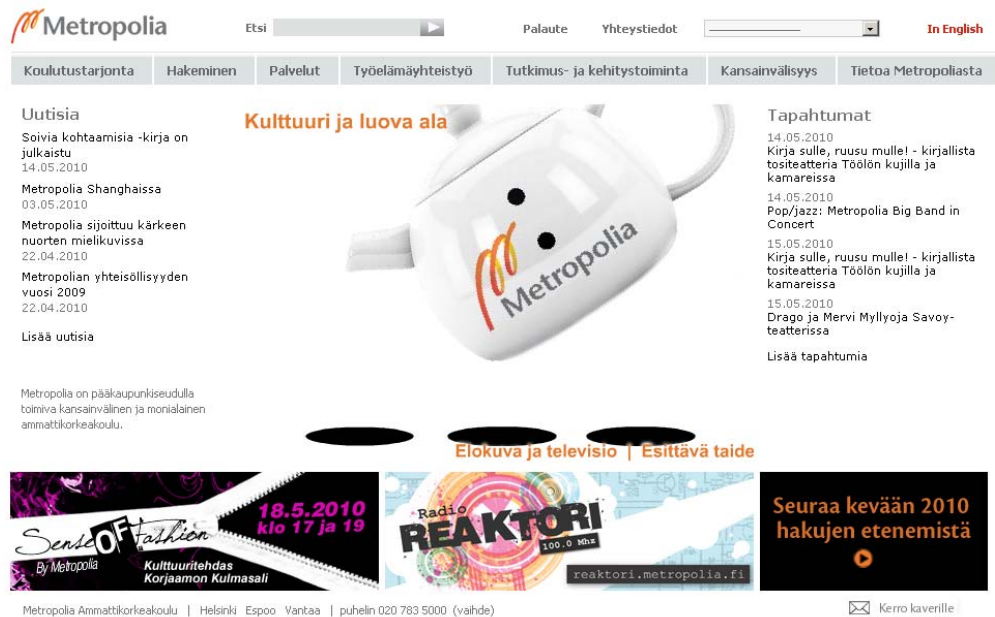 Metropolia
Etsi
Palaute
Yhteystiedot
In English
Koulutustarjonta
Hakeminen
Palvelut
Työelämäyhteistyö
Tutkimus- ja kehitystoiminta
Kansainvälisyys
Tietoa Metropoliasta
Uutisia
Soivia kohtaamisia -kirja on
julkaistu
14.05.2010
Metropolia Shanghaissa
03.05.2010
Metropolia sijoittuu kärkeen
nuorten mielikuvissa
22.04.2010
Metropolian yhteisöllisyyden
vuosi 2009
22.04.2010
Lisää uutisia
Metropolia on pääkaupunkiseudulla
toimiva kansainvälinen ja monialainen
ammattikorkeakoulu.
Kulttuuri ja luova ala
Metropolia
Elokuva ja televisio | Esittävä taide
Tapahtumat
14.05.2010
Kirja sulle, ruusu mulle! - kirjallista
tositeatteria Töölön kujilla ja
kamareissa
14.05.2010
Pop/jazz: Metropolia Big Band in
Concert
15.05.2010
Kirja sulle, ruusu mulle! - kirjallista
tositeatteria Töölön kujilla ja
kamareissa
15.05.2010
Drago ja Mervi Myllyoja Savoy-
teatterissa
Lisää tapahtumia
Sense OF Fashion
By Metropolia
18.5.2010
klo 17 ja 19
Kulttuuritehdas
Korjaamon Kulmasali
Radio
REAKTORI
100.0 Mhz
reaktori.metropolia.fi
Seuraa kevään 2010
hakujen etenemistä
Metropolia Ammattikorkeakoulu | Helsinki Espoo Vantaa | puhelin 020 783 5000 (vaihde)
Kerro kaverille